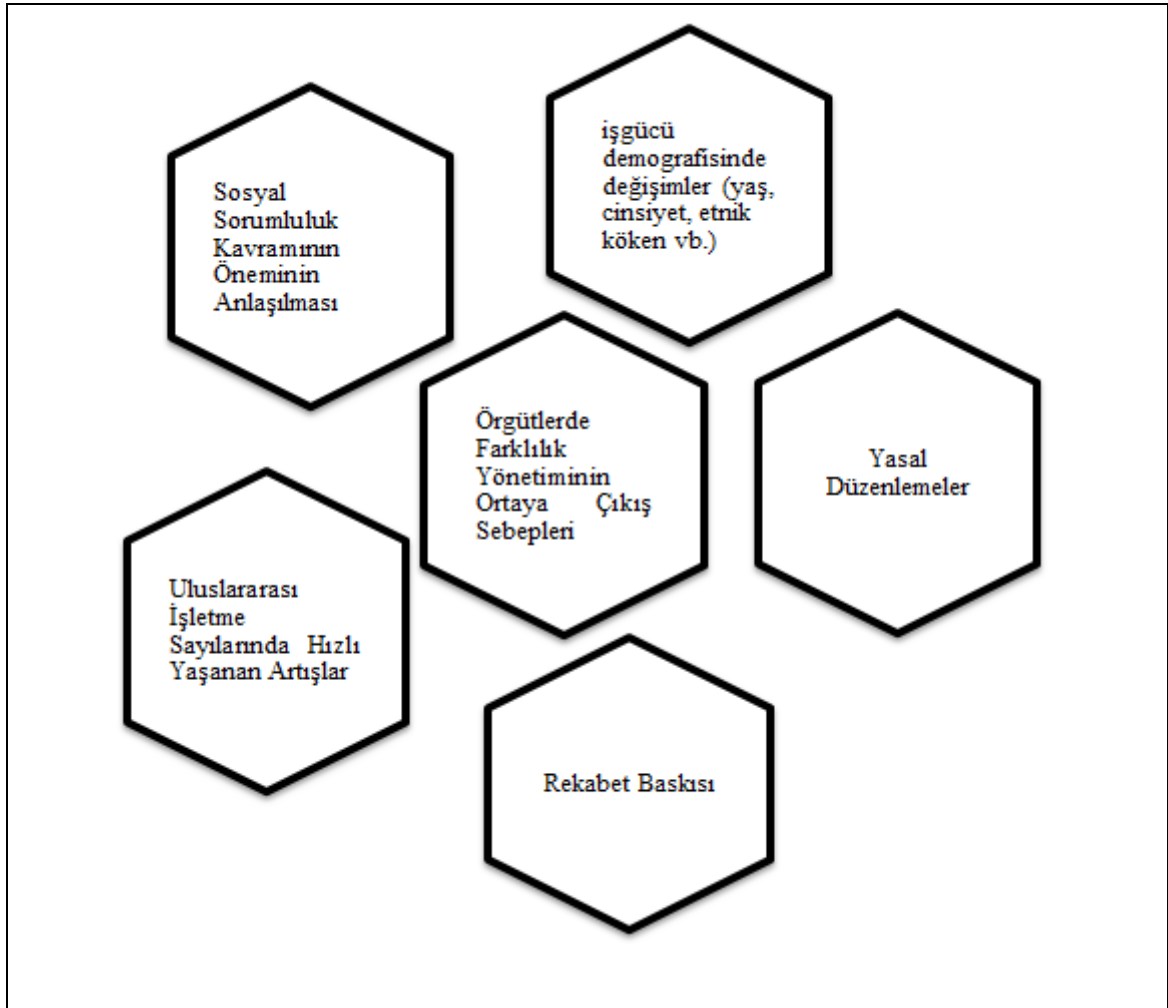 Sosyal
Sorumluluk
Kavramının
Öneminin
Anlaşılması
işgücü
demografisinde
değişimler (yaş,
cinsiyet, etnik
köken vb.)
Örgütlerde
Farklılık
Yönetiminin
Ortaya Çıkış
Sebepleri
Yasal
Düzenlemeler
Uluslararası
İşletme
Sayılarında Hızlı
Yaşanan Artışlar
Rekabet Baskısı